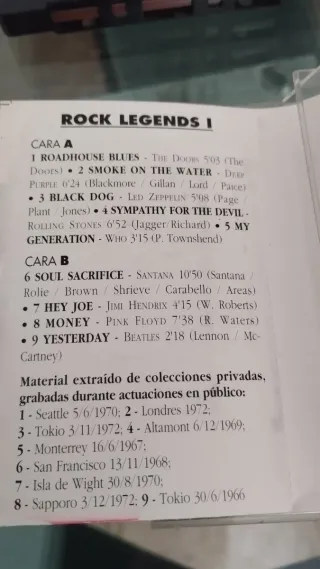 ROCK LEGENDS I
CARA A
1 ROADHOUSE BLUES - THE DOORS 5'03 (The
Doors) • 2 SMOKE ON THE WATER - DEEP
PURPLE 6'24 (Blackmore / Gillan / Lord / Paice)
• 3 BLACK DOG - LED ZEPPELIN 5'08 (Page /
Plant Jones) • 4 SYMPATHY FOR THE DEVIL -
ROLLING STONES 6'52 (Jagger Richard) • 5 MY
GENERATION - WHO 3'15 (P. Townshend)
CARA B
6 SOUL SACRIFICE - SANTANA 10'50 (Santana /
Rolie / Brown / Shrieve / Carabello / Areas)
• 7 HEY JOE - JIMI HENDRIX 4'15 (W. Roberts)
• 8 MONEY - PINK FLOYD 7'38 (R. Waters)
• 9 YESTERDAY - BEATLES 2'18 (Lennon / Mc-
Cartney)
Material extraído de colecciones privadas,
grabadas durante actuaciones en público:
1 - Seattle 5/6/1970; 2 - Londres 1972;
3 - Tokio 3/11/1972; 4 - Altamont 6/12/1969;
5 - Monterrey 16/6/1967;
6 - San Francisco 13/11/1968;
7 - Isla de Wight 30/8/1970;
8 - Sapporo 3/12/1972; 9 - Tokio 30/6/1966